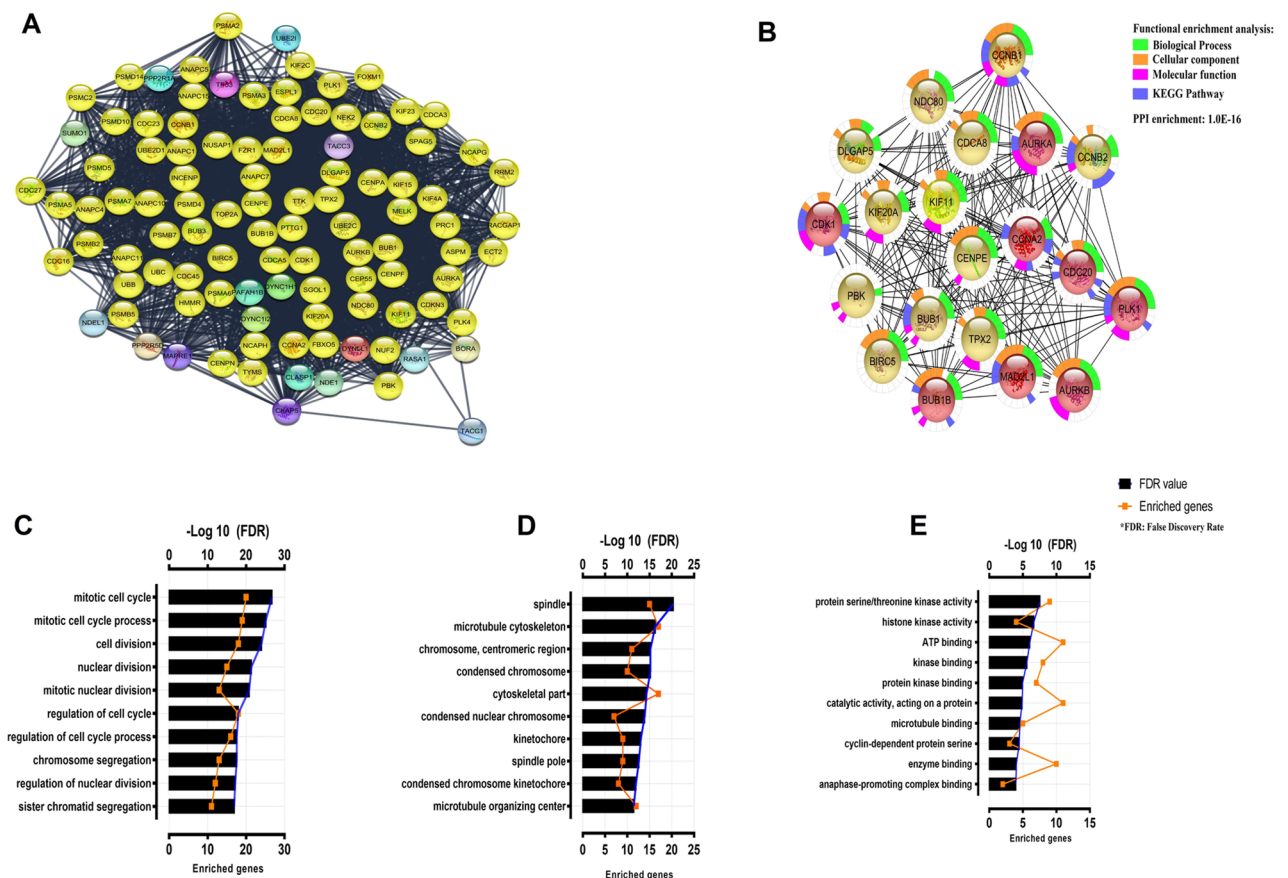 A
PSMA2
UBE2I
PSMD14
PPP2R1A
ANAPC5
KIF2C
PLK1
FOXM1
PSMC2
ANAPC15
PSMA3
ESPL1
CDC20
NEK2
KIF23
CDCA3
SUMO1
PSMD10
CDC23
CCNB1
CDCA8
CCNB2
SPAG5
UBE2D1
ANAPC1
NUSAP1
FZR1
MAD2L1
TACC3
NCAPG
RRM2
PSMD5
INCENP
ANAPC7
DLGAP5
CENPA
KIF15
CDC27
PSMA5
ANAPC4
PSMA7
ANAPC10
PSMD4
CENPE
TTK
TPX2
MELK
KIF4A
TOP2A
PTTG1
UBE2C
PRC1
RACGAP1
PSMB2
PSMB7
BUB3
BUB1B
AURKB
BUB1
ASPM
ECT2
CDC16
ANAPC11
UBC
CDC45
BIRC5
CDCA5
CDK1
CEP55
CENPF
AURKA
UBB
HMMR
PSMA6
PAFAH1B1
DYNC1H1
SGOL1
NDC80
CDKN3
PSMB5
DYNC1I2
KIF20A
KIF11
PLK4
NDEL1
PPP2R5D
MAPRE1
NCAPH
CCNA2
FBXO5
DYNLL1
NUF2
RASA1
BORA
CENPN
TYMS
CLASP1
NDE1
PBK
CKAP5
TACC1
B
CCNB1
NDC80
CDCA8
AURKA
DLGAP5
CCNB2
KIF20A
KIF11
CDK1
CCNA2
CENPE
CDC20
PBK
BUB1
PLK1
TPX2
BIRC5
MAD2L1
BUB1B
AURKB
Functional enrichment analysis:
Biological Process
Cellular component
Molecular function
KEGG Pathway
PPI enrichment: 1.0E-16
FDR value
Enriched genes
*FDR: False Discovery Rate
C
-Log 10 (FDR)
0 10 20 30
mitotic cell cycle
mitotic cell cycle process
cell division
nuclear division
mitotic nuclear division
regulation of cell cycle
regulation of cell cycle process
chromosome segregation
regulation of nuclear division
sister chromatid segregation
0 10 20 30
Enriched genes
D
-Log 10 (FDR)
0 5 10 15 20 25
spindle
microtubule cytoskeleton
chromosome, centromeric region
condensed chromosome
cytoskeletal part
condensed nuclear chromosome
kinetochore
spindle pole
condensed chromosome kinetochore
microtubule organizing center
0 5 10 15 20 25
Enriched genes
E
-Log 10 (FDR)
0 5 10 15
protein serine/threonine kinase activity
histone kinase activity
ATP binding
kinase binding
protein kinase binding
catalytic activity, acting on a protein
microtubule binding
cyclin-dependent protein serine
enzyme binding
anaphase-promoting complex binding
0 5 10 15
Enriched genes